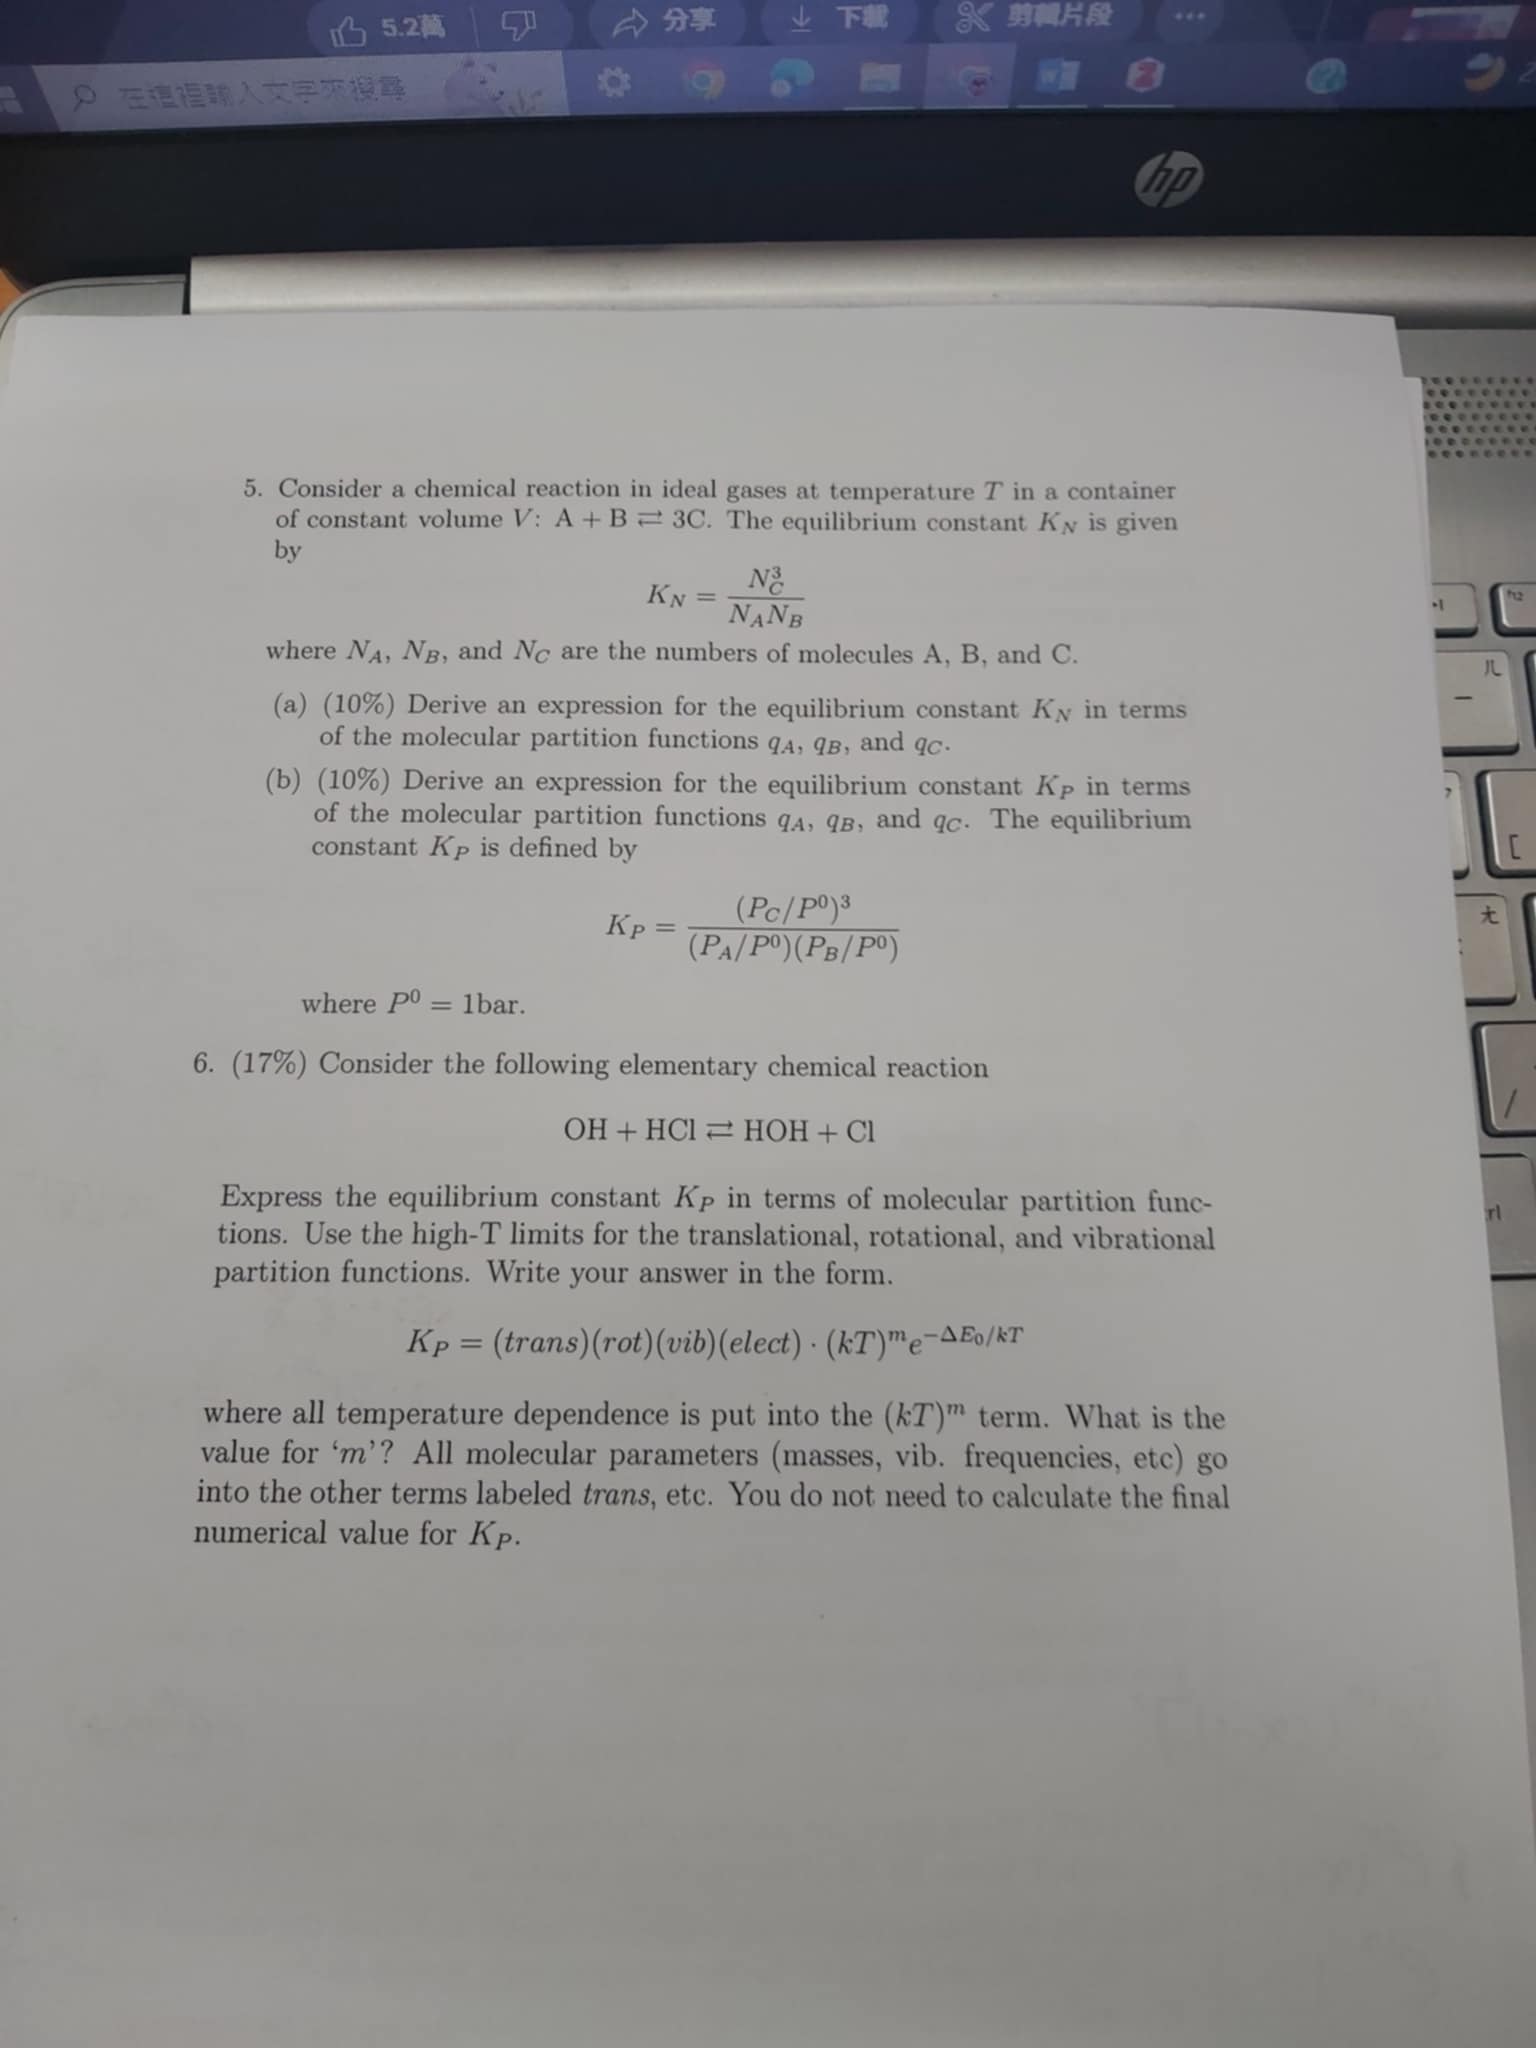 5.2萬 分享 下載 剪輯片段 ...
在這裡輸入文字來搜尋
hp
5. Consider a chemical reaction in ideal gases at temperature T in a container
of constant volume V: A + B ⇄ 3C. The equilibrium constant K_N is given
by
K_N = N_C^3 / N_A N_B
where N_A, N_B, and N_C are the numbers of molecules A, B, and C.
(a) (10%) Derive an expression for the equilibrium constant K_N in terms
of the molecular partition functions q_A, q_B, and q_C.
(b) (10%) Derive an expression for the equilibrium constant K_P in terms
of the molecular partition functions q_A, q_B, and q_C. The equilibrium
constant K_P is defined by
K_P = (P_C/P^0)^3 / (P_A/P^0)(P_B/P^0)
where P^0 = 1bar.
6. (17%) Consider the following elementary chemical reaction
OH + HCl ⇄ HOH + Cl
Express the equilibrium constant K_P in terms of molecular partition func-
tions. Use the high-T limits for the translational, rotational, and vibrational
partition functions. Write your answer in the form.
K_P = (trans)(rot)(vib)(elect) · (kT)^m e^{-ΔE_0/kT}
where all temperature dependence is put into the (kT)^m term. What is the
value for 'm'? All molecular parameters (masses, vib. frequencies, etc) go
into the other terms labeled trans, etc. You do not need to calculate the final
numerical value for K_P.
ㄦ
[
ㄤ
/